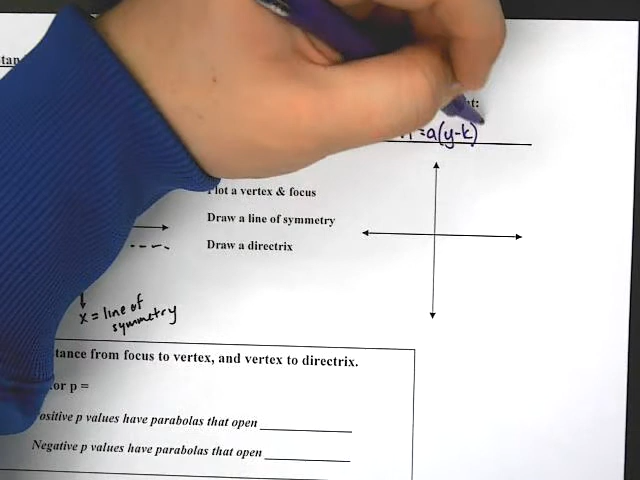 =a(y-k)
Plot a vertex & focus
Draw a line of symmetry
Draw a directrix
x = line of
symmetry
tance from focus to vertex, and vertex to directrix.
or p =
ositive p values have parabolas that open
Negative p values have parabolas that open